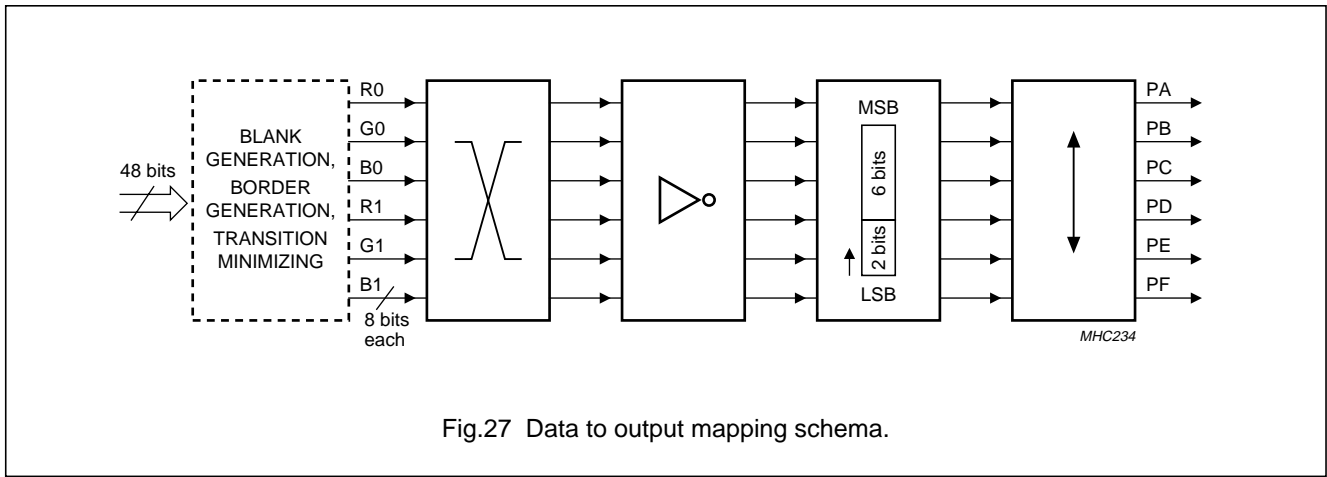 48 bits
BLANK
GENERATION,
BORDER
GENERATION,
TRANSITION
MINIMIZING
R0
G0
B0
R1
G1
B1
8 bits
each
MSB
6 bits
2 bits
LSB
PA
PB
PC
PD
PE
PF
MHC234
Fig.27 Data to output mapping schema.